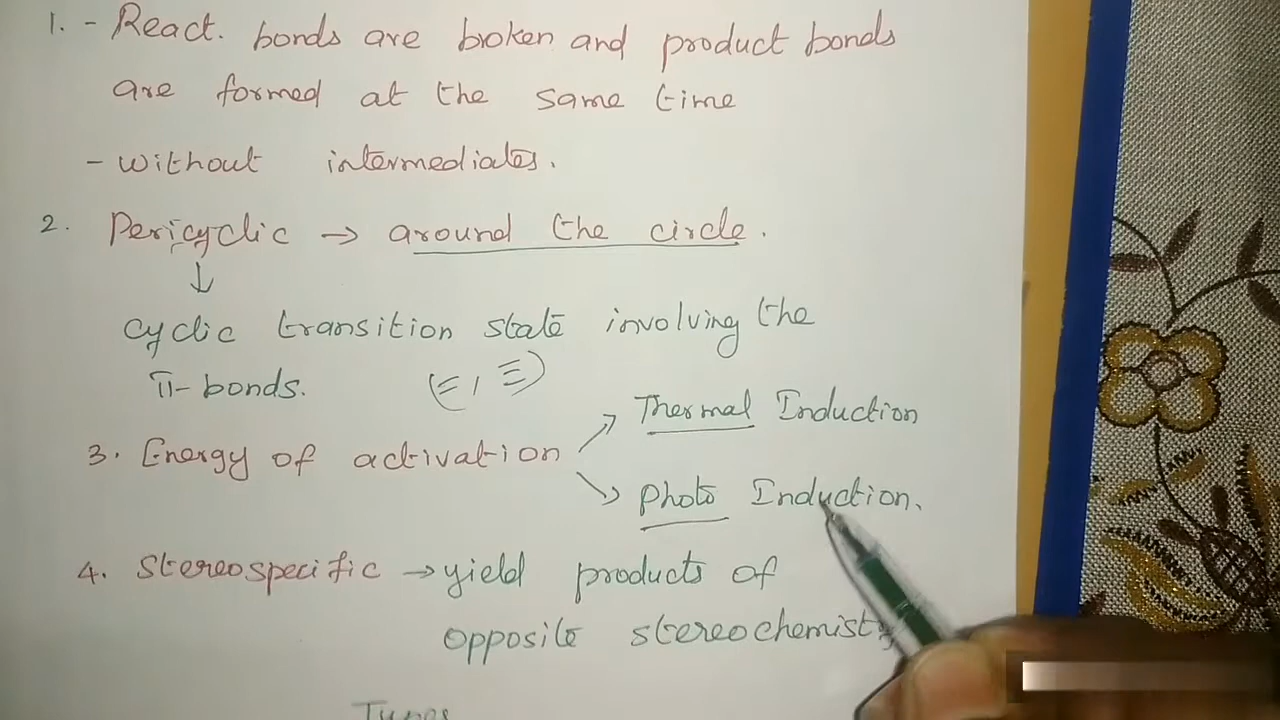 1. - React. bonds are broken and product bonds
are formed at the same time
- without intermediates.
2. Pericyclic → around the circle.
↓
cyclic transition state involving the
π-bonds. (=, ≡)
3. Energy of activation → Thermal Induction
→ photo Induction.
4. Stereospecific → yield products of
opposite stereochemistry
Types